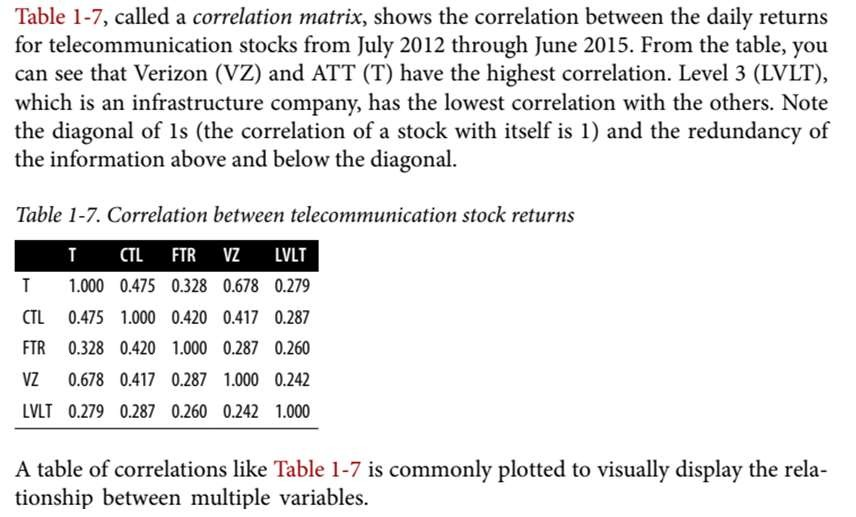 Table 1-7, called a correlation matrix, shows the correlation between the daily returns
for telecommunication stocks from July 2012 through June 2015. From the table, you
can see that Verizon (VZ) and ATT (T) have the highest correlation. Level 3 (LVLT),
which is an infrastructure company, has the lowest correlation with the others. Note
the diagonal of 1s (the correlation of a stock with itself is 1) and the redundancy of
the information above and below the diagonal.
Table 1-7. Correlation between telecommunication stock returns
T CTL FTR VZ LVLT
T 1.000 0.475 0.328 0.678 0.279
CTL 0.475 1.000 0.420 0.417 0.287
FTR 0.328 0.420 1.000 0.287 0.260
VZ 0.678 0.417 0.287 1.000 0.242
LVLT 0.279 0.287 0.260 0.242 1.000
A table of correlations like Table 1-7 is commonly plotted to visually display the rela-
tionship between multiple variables.